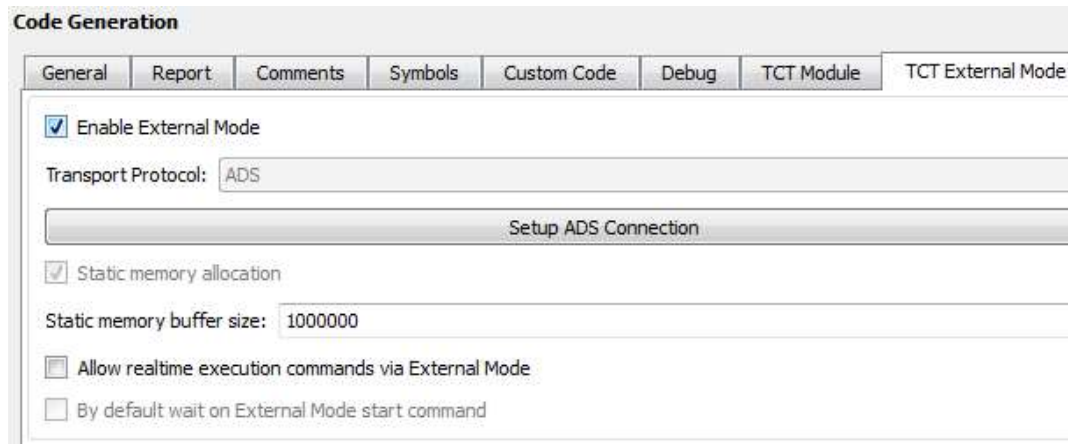 Code Generation
General Report Comments Symbols Custom Code Debug TCT Module TCT External Mode
Enable External Mode
Transport Protocol: ADS
Setup ADS Connection
Static memory allocation
Static memory buffer size: 1000000
Allow realtime execution commands via External Mode
By default wait on External Mode start command